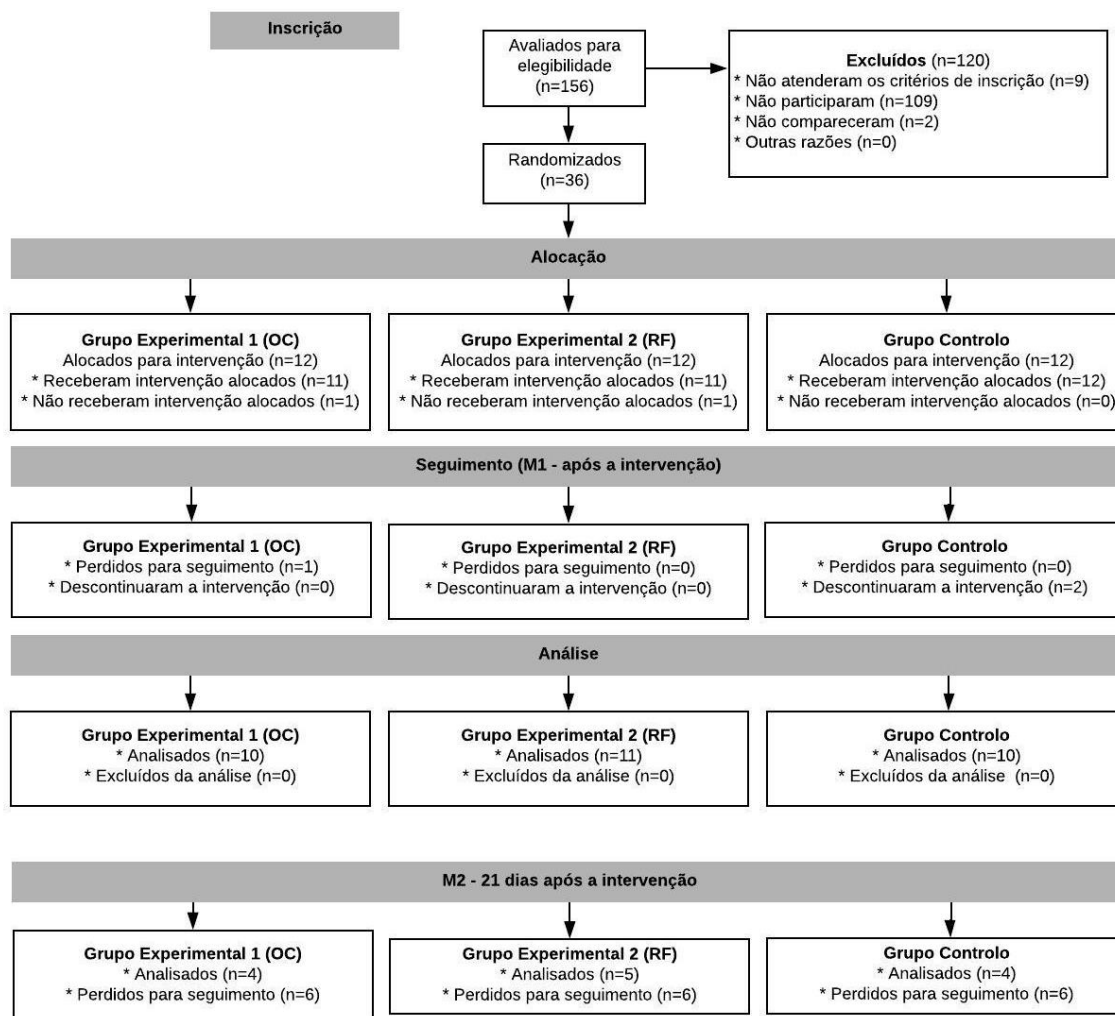 Inscrição
Avaliados para
elegibilidade
(n=156)
Excluídos (n=120)
* Não atenderam os critérios de inscrição (n=9)
* Não participaram (n=109)
* Não compareceram (n=2)
* Outras razões (n=0)
Randomizados
(n=36)
Alocação
Grupo Experimental 1 (OC)
Alocados para intervenção (n=12)
* Receberam intervenção alocados (n=11)
* Não receberam intervenção alocados (n=1)
Grupo Experimental 2 (RF)
Alocados para intervenção (n=12)
* Receberam intervenção alocados (n=11)
* Não receberam intervenção alocados (n=1)
Grupo Controlo
Alocados para intervenção (n=12)
* Receberam intervenção alocados (n=12)
* Não receberam intervenção alocados (n=0)
Seguimento (M1 - após a intervenção)
Grupo Experimental 1 (OC)
* Perdidos para seguimento (n=1)
* Descontinuaram a intervenção (n=0)
Grupo Experimental 2 (RF)
* Perdidos para seguimento (n=0)
* Descontinuaram a intervenção (n=0)
Grupo Controlo
* Perdidos para seguimento (n=0)
* Descontinuaram a intervenção (n=2)
Análise
Grupo Experimental 1 (OC)
* Analisados (n=10)
* Excluídos da análise (n=0)
Grupo Experimental 2 (RF)
* Analisados (n=11)
* Excluídos da análise (n=0)
Grupo Controlo
* Analisados (n=10)
* Excluídos da análise (n=0)
M2 - 21 dias após a intervenção
Grupo Experimental 1 (OC)
* Analisados (n=4)
* Perdidos para seguimento (n=6)
Grupo Experimental 2 (RF)
* Analisados (n=5)
* Perdidos para seguimento (n=6)
Grupo Controlo
* Analisados (n=4)
* Perdidos para seguimento (n=6)